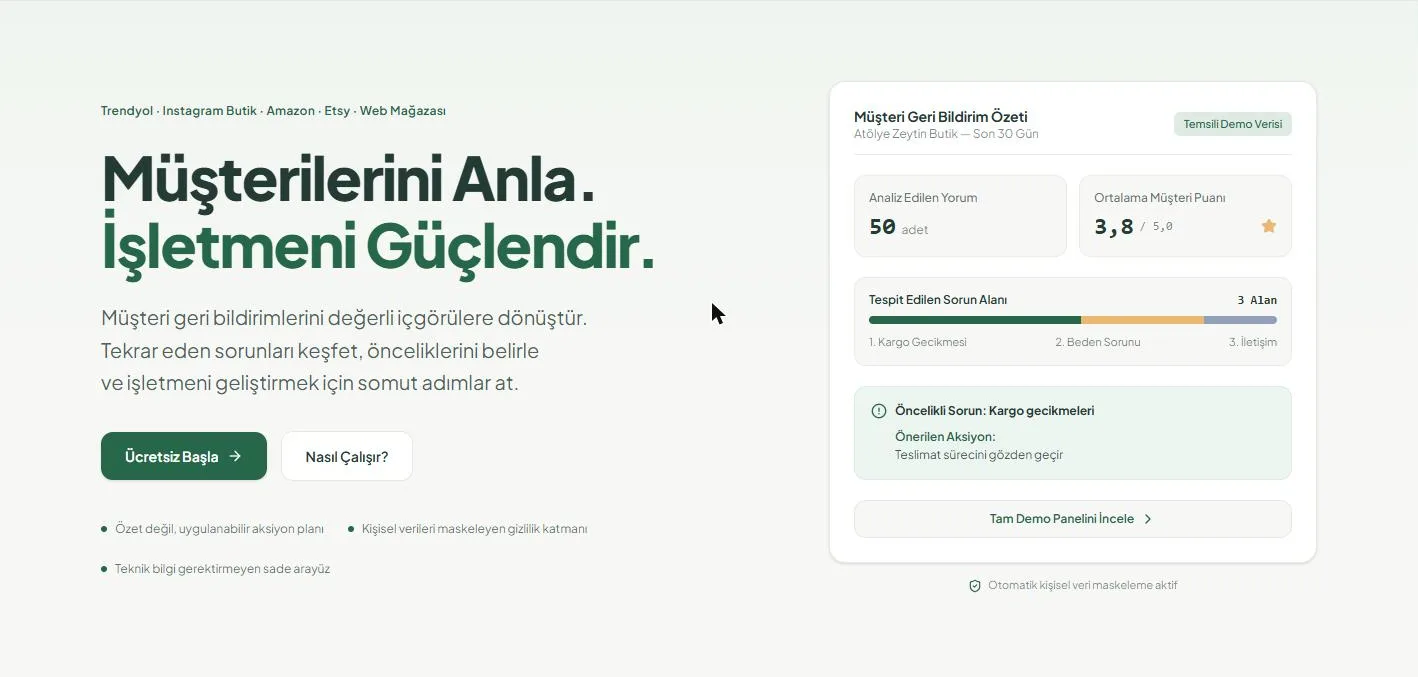 Trendyol · Instagram Butik · Amazon · Etsy · Web Mağazası
Müşterilerini Anla.
İşletmeni Güçlendir.
Müşteri geri bildirimlerini değerli içgörülere dönüştür.
Tekrar eden sorunları keşfet, önceliklerini belirle
ve işletmeni geliştirmek için somut adımlar at.
Ücretsiz Başla →
Nasıl Çalışır?
Özet değil, uygulanabilir aksiyon planı
Kişisel verileri maskeleyen gizlilik katmanı
Teknik bilgi gerektirmeyen sade arayüz
Müşteri Geri Bildirim Özeti
Atölye Zeytin Butik — Son 30 Gün
Temsili Demo Verisi
Analiz Edilen Yorum
50 adet
Ortalama Müşteri Puanı
3,8 / 5,0
Tespit Edilen Sorun Alanı
3 Alan
1. Kargo Gecikmesi
2. Beden Sorunu
3. İletişim
Öncelikli Sorun: Kargo gecikmeleri
Önerilen Aksiyon:
Teslimat sürecini gözden geçir
Tam Demo Panelini İncele
Otomatik kişisel veri maskeleme aktif